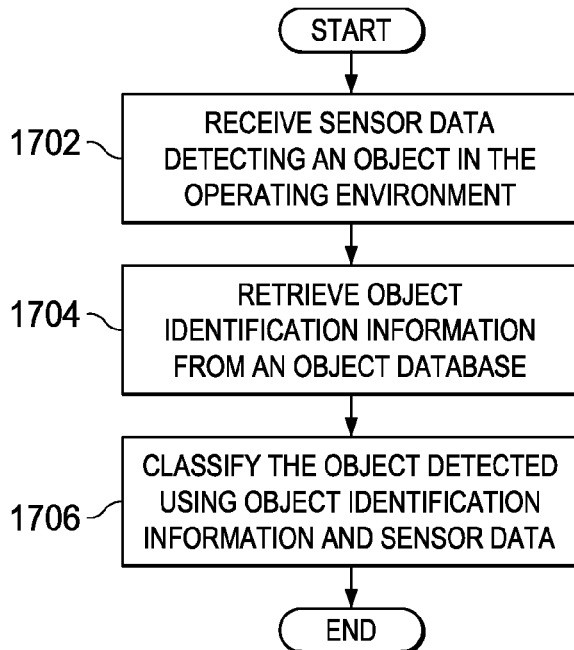 START
1702
RECEIVE SENSOR DATA
DETECTING AN OBJECT IN THE
OPERATING ENVIRONMENT
1704
RETRIEVE OBJECT
IDENTIFICATION INFORMATION
FROM AN OBJECT DATABASE
1706
CLASSIFY THE OBJECT DETECTED
USING OBJECT IDENTIFICATION
INFORMATION AND SENSOR DATA
END